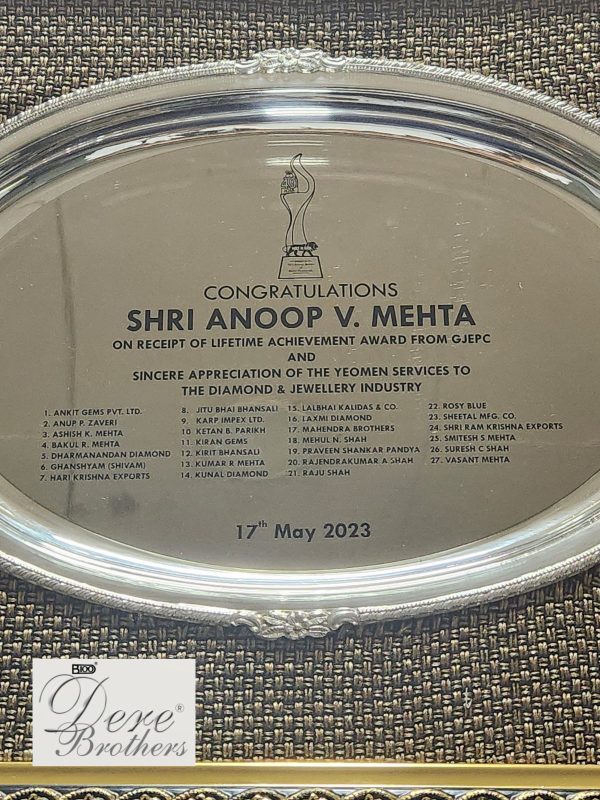 CONGRATULATIONS
SHRI ANOOP V. MEHTA
ON RECEIPT OF LIFETIME ACHIEVEMENT AWARD FROM GJEPC
AND
SINCERE APPRECIATION OF THE YEOMEN SERVICES TO
THE DIAMOND & JEWELLERY INDUSTRY
1. ANKIT GEMS PVT. LTD.
2. ANUP P. ZAVERI
3. ASHISH K. MEHTA
4. BAKUL R. MEHTA
5. DHARMANANDAN DIAMOND
6. GHANSHYAM (SHIVAM)
7. HARI KRISHNA EXPORTS
8. JITU BHAI BHANSALI
9. KARP IMPEX LTD.
10 KETAN B. PARIKH
11. KIRAN GEMS
12. KIRIT BHANSALI
13. KUMAR R MEHTA
14. KUNAL DIAMOND
15. LALBHAI KALIDAS & CO.
16. LAXMI DIAMOND
17. MAHENDRA BROTHERS
18. MEHUL N. SHAH
19. PRAVEEN SHANKAR PANDYA
20. RAJENDRAKUMAR A SHAH
21. RAJU SHAH
22. ROSY BLUE
23. SHEETAL MFG. CO.
24. SHRI RAM KRISHNA EXPORTS
25. SMITESH S MEHTA
26. SURESH C SHAH
27. VASANT MEHTA
17th May 2023
Dere ®
Brothers